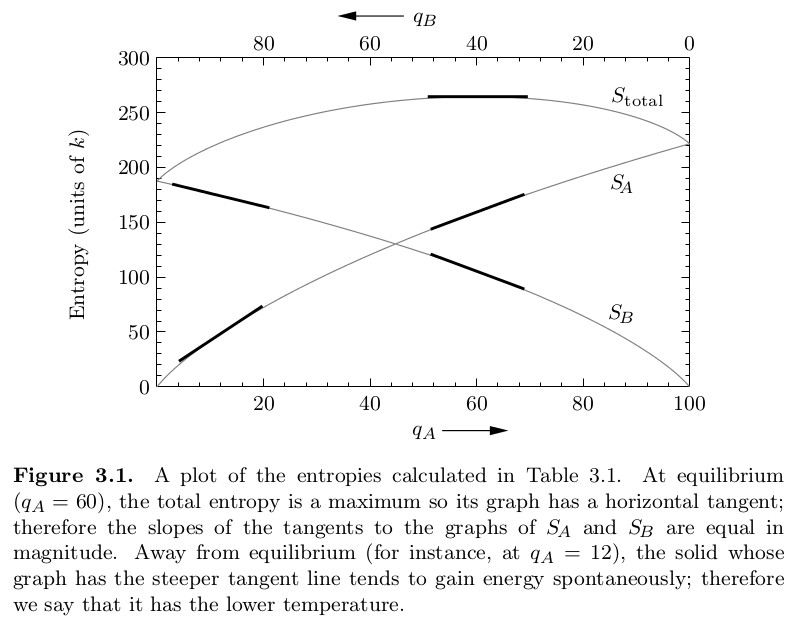 q_B
80 60 40 20 0
300
250
200
150
100
50
0
Entropy (units of k)
S_total
S_A
S_B
20 40 60 80 100
q_A
Figure 3.1. A plot of the entropies calculated in Table 3.1. At equilibrium
(q_A = 60), the total entropy is a maximum so its graph has a horizontal tangent;
therefore the slopes of the tangents to the graphs of S_A and S_B are equal in
magnitude. Away from equilibrium (for instance, at q_A = 12), the solid whose
graph has the steeper tangent line tends to gain energy spontaneously; therefore
we say that it has the lower temperature.